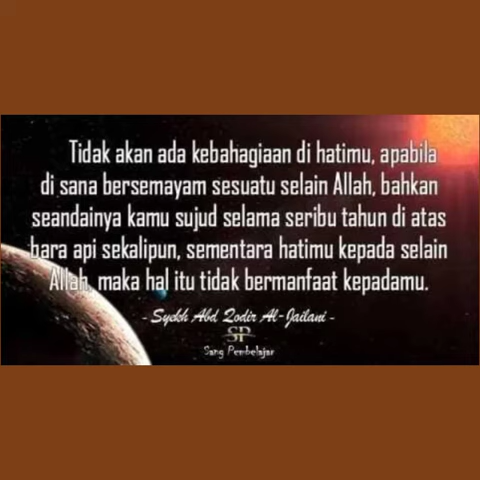 Tidak akan ada kebahagiaan di hatimu, apabila
di sana bersemayam sesuatu selain Allah, bahkan
seandainya kamu sujud selama seribu tahun di atas
bara api sekalipun, sementara hatimu kepada selain
Allah, maka hal itu tidak bermanfaat kepadamu.
- Syekh Abd Qodir Al-Jailani -
SP
Sang Pembelajar